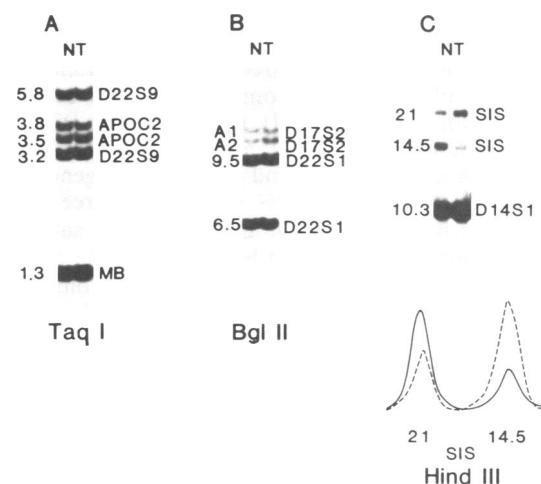 A
NT
5.8 D22S9
3.8 APOC2
3.5 APOC2
3.2 D22S9
1.3 MB
Taq I
B
NT
A1 D17S2
A2 D17S2
9.5 D22S1
6.5 D22S1
Bgl II
C
NT
21 SIS
14.5 SIS
10.3 D14S1
21 14.5
SIS
Hind III